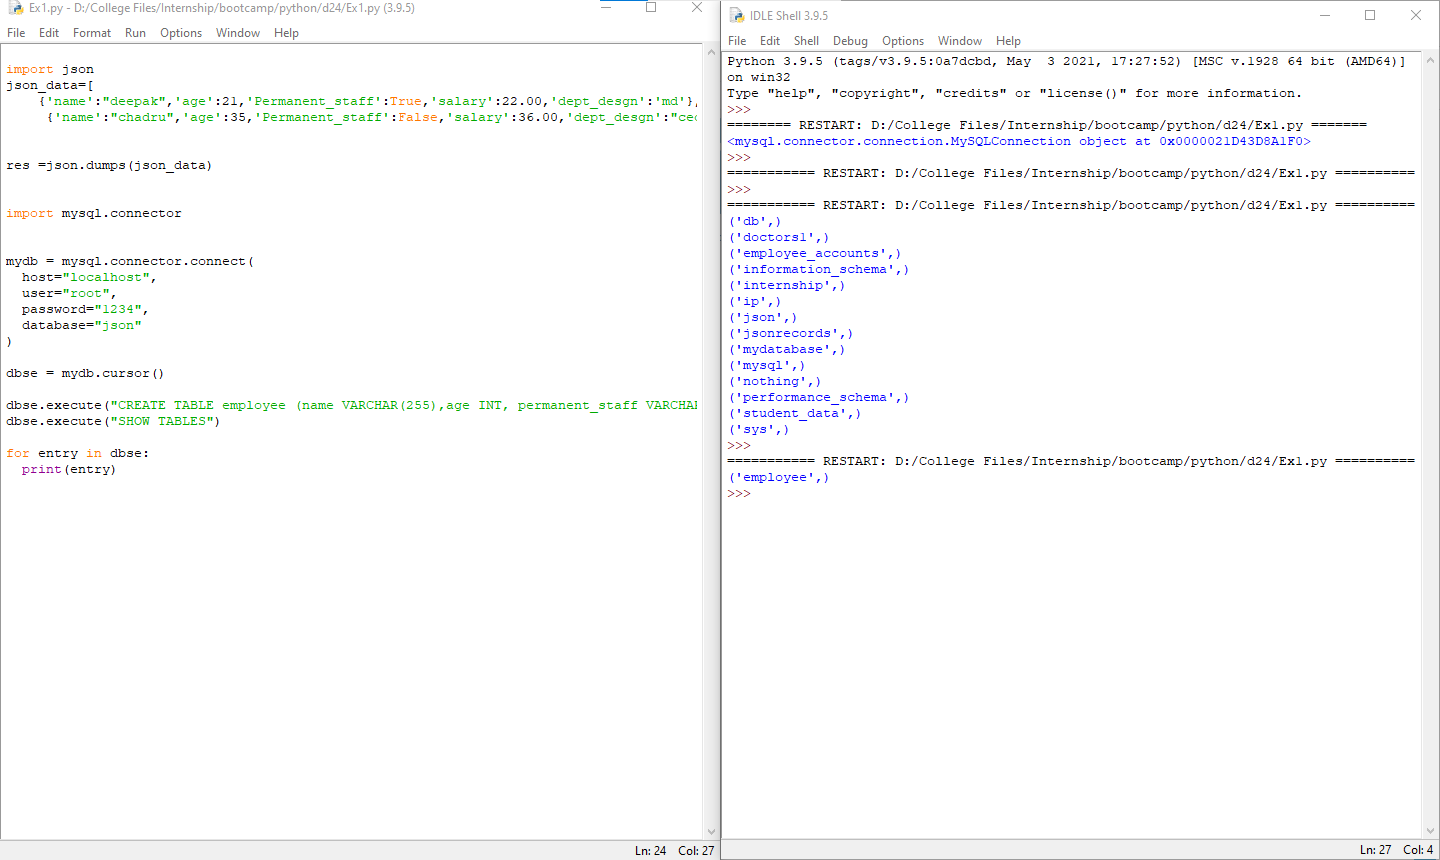 Ex1.py - D:/College Files/Internship/bootcamp/python/d24/Ex1.py (3.9.5)
File Edit Format Run Options Window Help
import json
json_data=[
    {'name':"deepak",'age':21,'Permanent_staff':True,'salary':22.00,'dept_desgn':'md'},
     {'name':"chadru",'age':35,'Permanent_staff':False,'salary':36.00,'dept_desgn':"ceo
res =json.dumps(json_data)
import mysql.connector
mydb = mysql.connector.connect(
  host="localhost",
  user="root",
  password="1234",
  database="json"
)
dbse = mydb.cursor()
dbse.execute("CREATE TABLE employee (name VARCHAR(255),age INT, permanent_staff VARCHAR
dbse.execute("SHOW TABLES")
for entry in dbse:
  print(entry)
Ln: 24 Col: 27
IDLE Shell 3.9.5
File Edit Shell Debug Options Window Help
Python 3.9.5 (tags/v3.9.5:0a7dcbd, May  3 2021, 17:27:52) [MSC v.1928 64 bit (AMD64)]
on win32
Type "help", "copyright", "credits" or "license()" for more information.
>>>
======== RESTART: D:/College Files/Internship/bootcamp/python/d24/Ex1.py =======
<mysql.connector.connection.MySQLConnection object at 0x0000021D43D8A1F0>
>>>
=========== RESTART: D:/College Files/Internship/bootcamp/python/d24/Ex1.py ==========
>>>
=========== RESTART: D:/College Files/Internship/bootcamp/python/d24/Ex1.py ==========
('db',)
('doctors1',)
('employee_accounts',)
('information_schema',)
('internship',)
('ip',)
('json',)
('jsonrecords',)
('mydatabase',)
('mysql',)
('nothing',)
('performance_schema',)
('student_data',)
('sys',)
>>>
=========== RESTART: D:/College Files/Internship/bootcamp/python/d24/Ex1.py ==========
('employee',)
>>>
Ln: 27 Col: 4